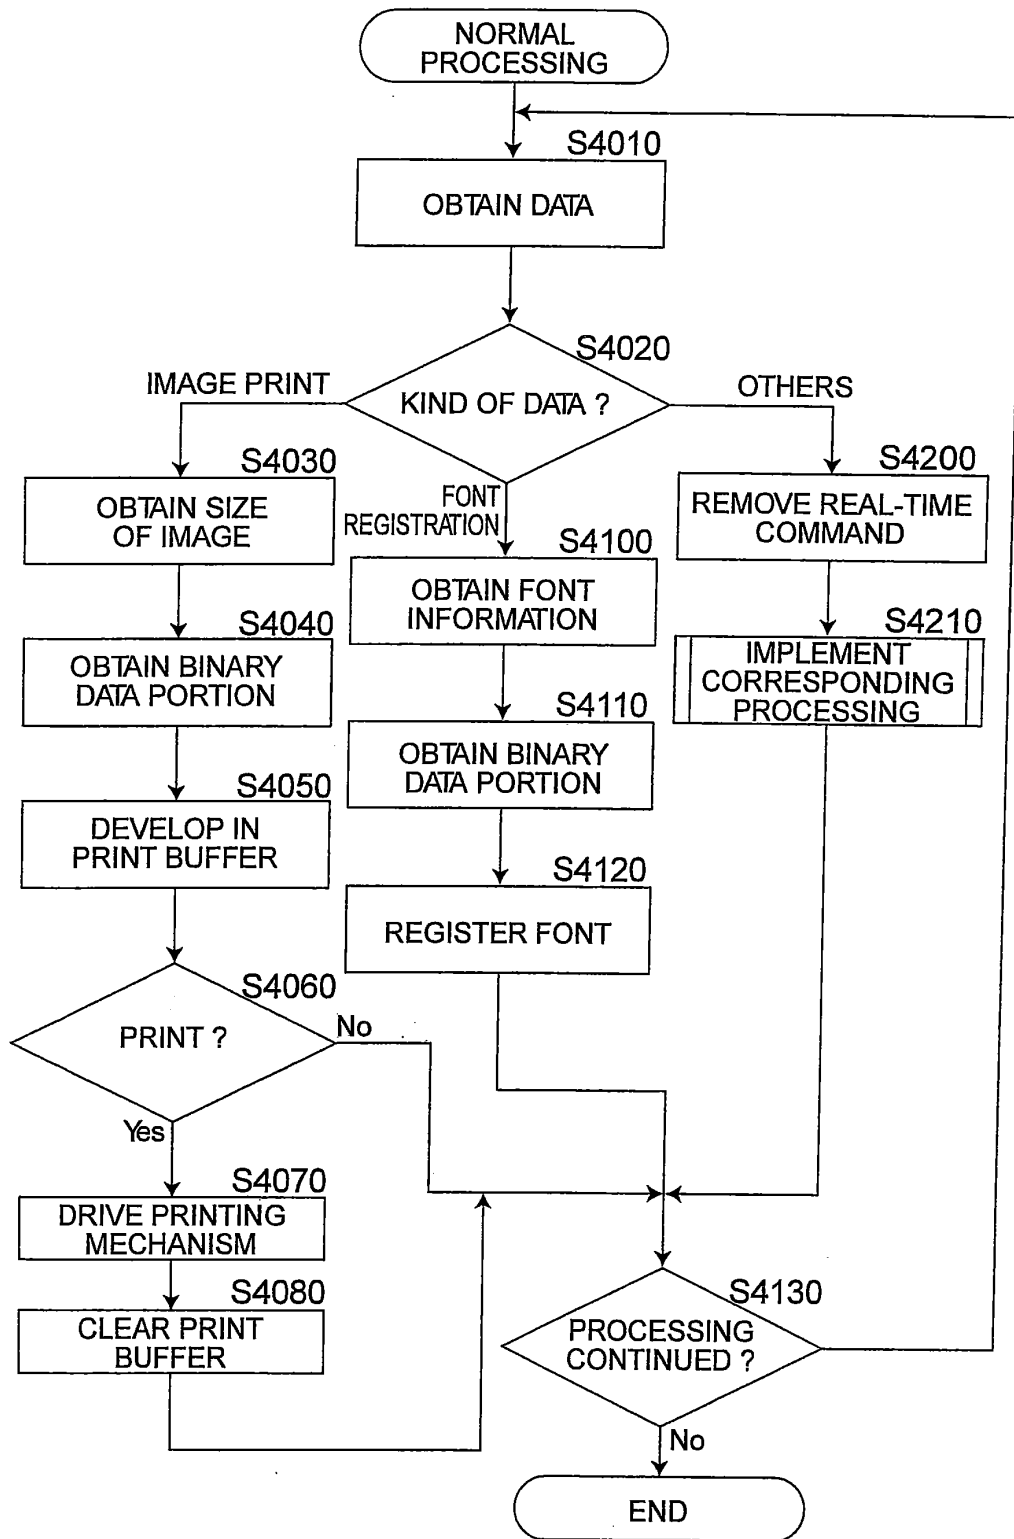 NORMAL
PROCESSING
S4010
OBTAIN DATA
S4020
KIND OF DATA ?
IMAGE PRINT
OTHERS
FONT
REGISTRATION
S4030
OBTAIN SIZE
OF IMAGE
S4040
OBTAIN BINARY
DATA PORTION
S4050
DEVELOP IN
PRINT BUFFER
S4060
PRINT ?
No
Yes
S4070
DRIVE PRINTING
MECHANISM
S4080
CLEAR PRINT
BUFFER
S4100
OBTAIN FONT
INFORMATION
S4110
OBTAIN BINARY
DATA PORTION
S4120
REGISTER FONT
S4200
REMOVE REAL-TIME
COMMAND
S4210
IMPLEMENT
CORRESPONDING
PROCESSING
S4130
PROCESSING
CONTINUED ?
No
END